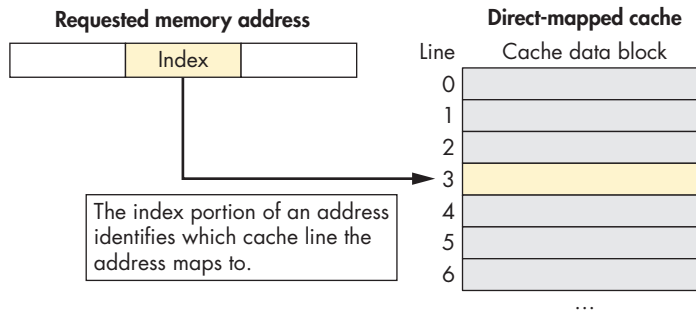 Requested memory address
Index
The index portion of an address
identifies which cache line the
address maps to.
Direct-mapped cache
Line Cache data block
0
1
2
3
4
5
6
...